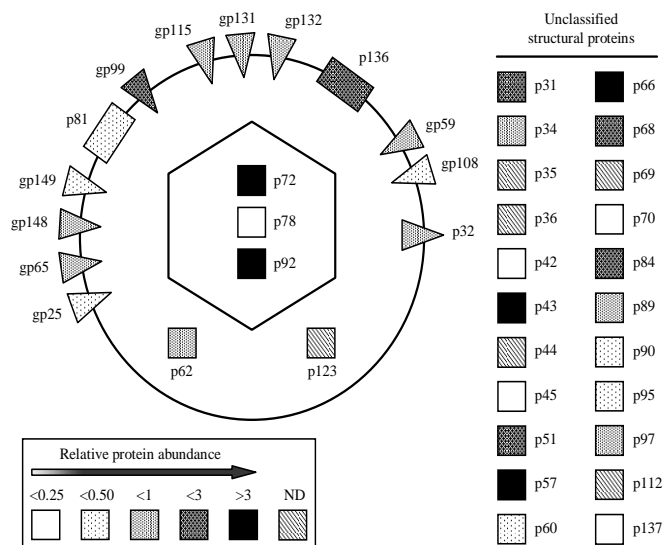 gp131
gp132
gp115
p136
gp99
p81
gp59
gp108
gp149
gp148
p32
gp65
gp25
p72
p78
p92
p62
p123
Relative protein abundance
<0.25 <0.50 <1 <3 >3 ND
Unclassified
structural proteins
p31 p66
p34 p68
p35 p69
p36 p70
p42 p84
p43 p89
p44 p90
p45 p95
p51 p97
p57 p112
p60 p137